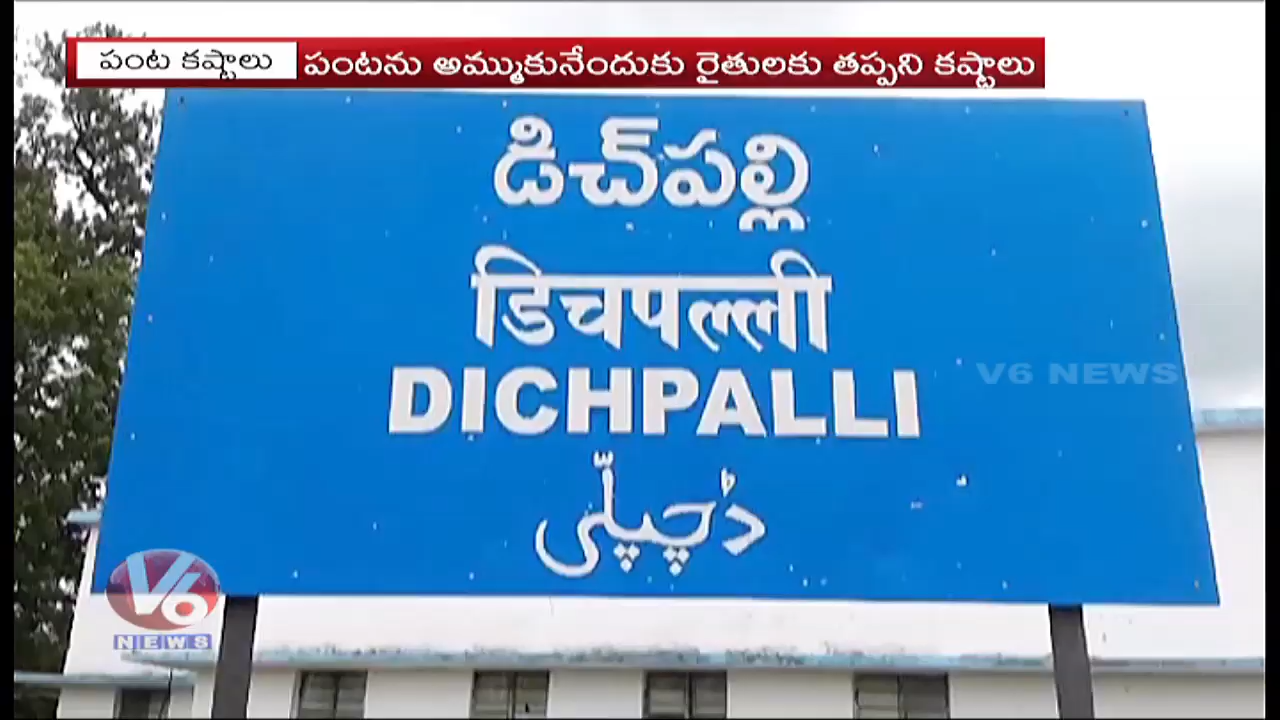 పంట కష్టాలు పంటను అమ్ముకునేందుకు రైతులకు తప్పని కష్టాలు
డిచ్‌పల్లి
डिचपल्ली
DICHPALLI
ڈچپلّی
V6 NEWS
V6
NEWS